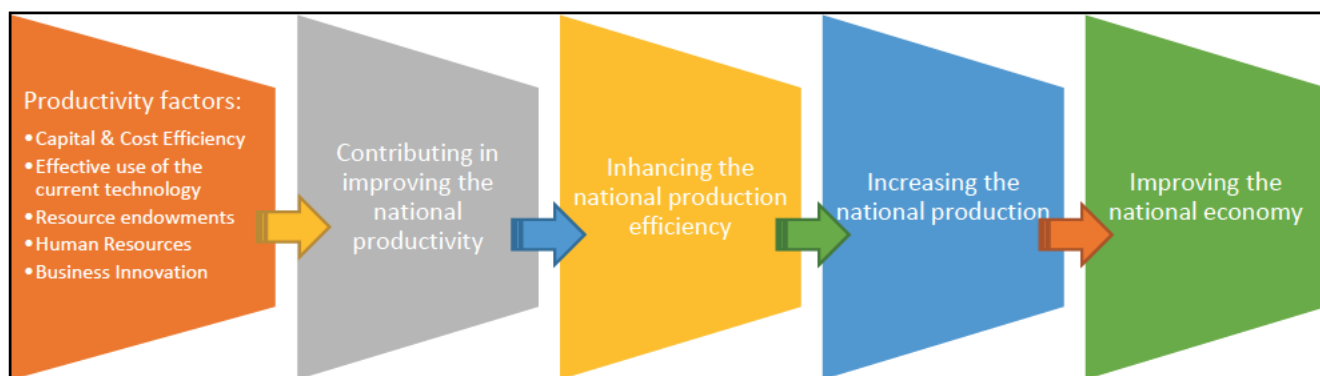 Productivity factors:
•Capital & Cost Efficiency
•Effective use of the
current technology
•Resource endowments
•Human Resources
•Business Innovation
Contributing in
improving the
national
productivity
Inhancing the
national production
efficiency
Increasing the
national production
Improving the
national economy